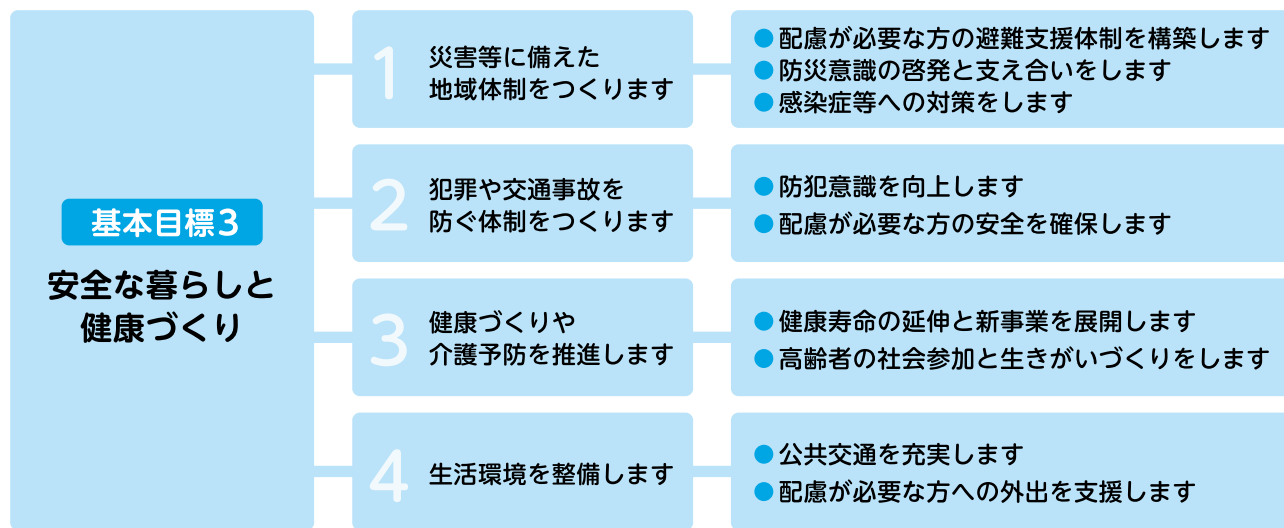 基本目標3
安全な暮らしと
健康づくり
1
災害等に備えた
地域体制をつくります
●配慮が必要な方の避難支援体制を構築します
●防災意識の啓発と支え合いをします
●感染症等への対策をします
2
犯罪や交通事故を
防ぐ体制をつくります
●防犯意識を向上します
●配慮が必要な方の安全を確保します
3
健康づくりや
介護予防を推進します
●健康寿命の延伸と新事業を展開します
●高齢者の社会参加と生きがいづくりをします
4
生活環境を整備します
●公共交通を充実します
●配慮が必要な方への外出を支援します